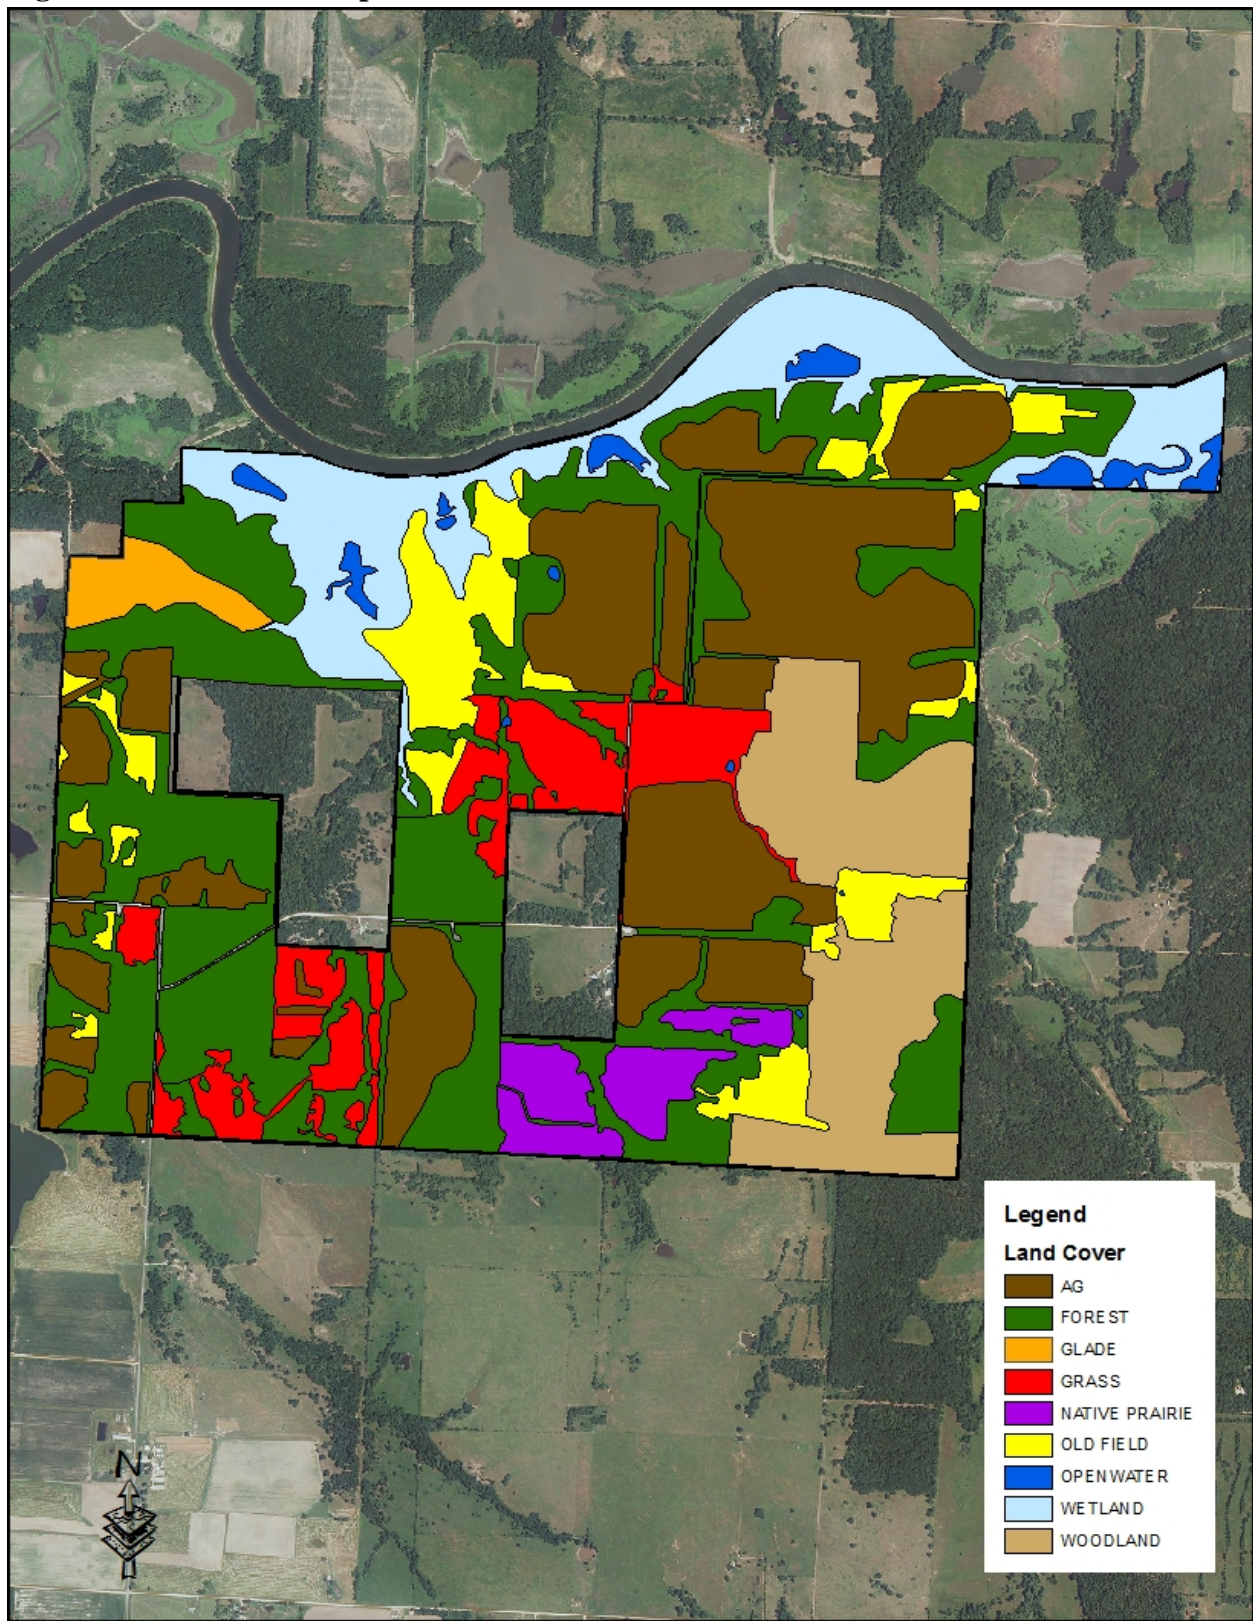 Legend
Land Cover
AG
FOREST
GLADE
GRASS
NATIVE PRAIRIE
OLD FIELD
OPENWATER
WETLAND
WOODLAND
N